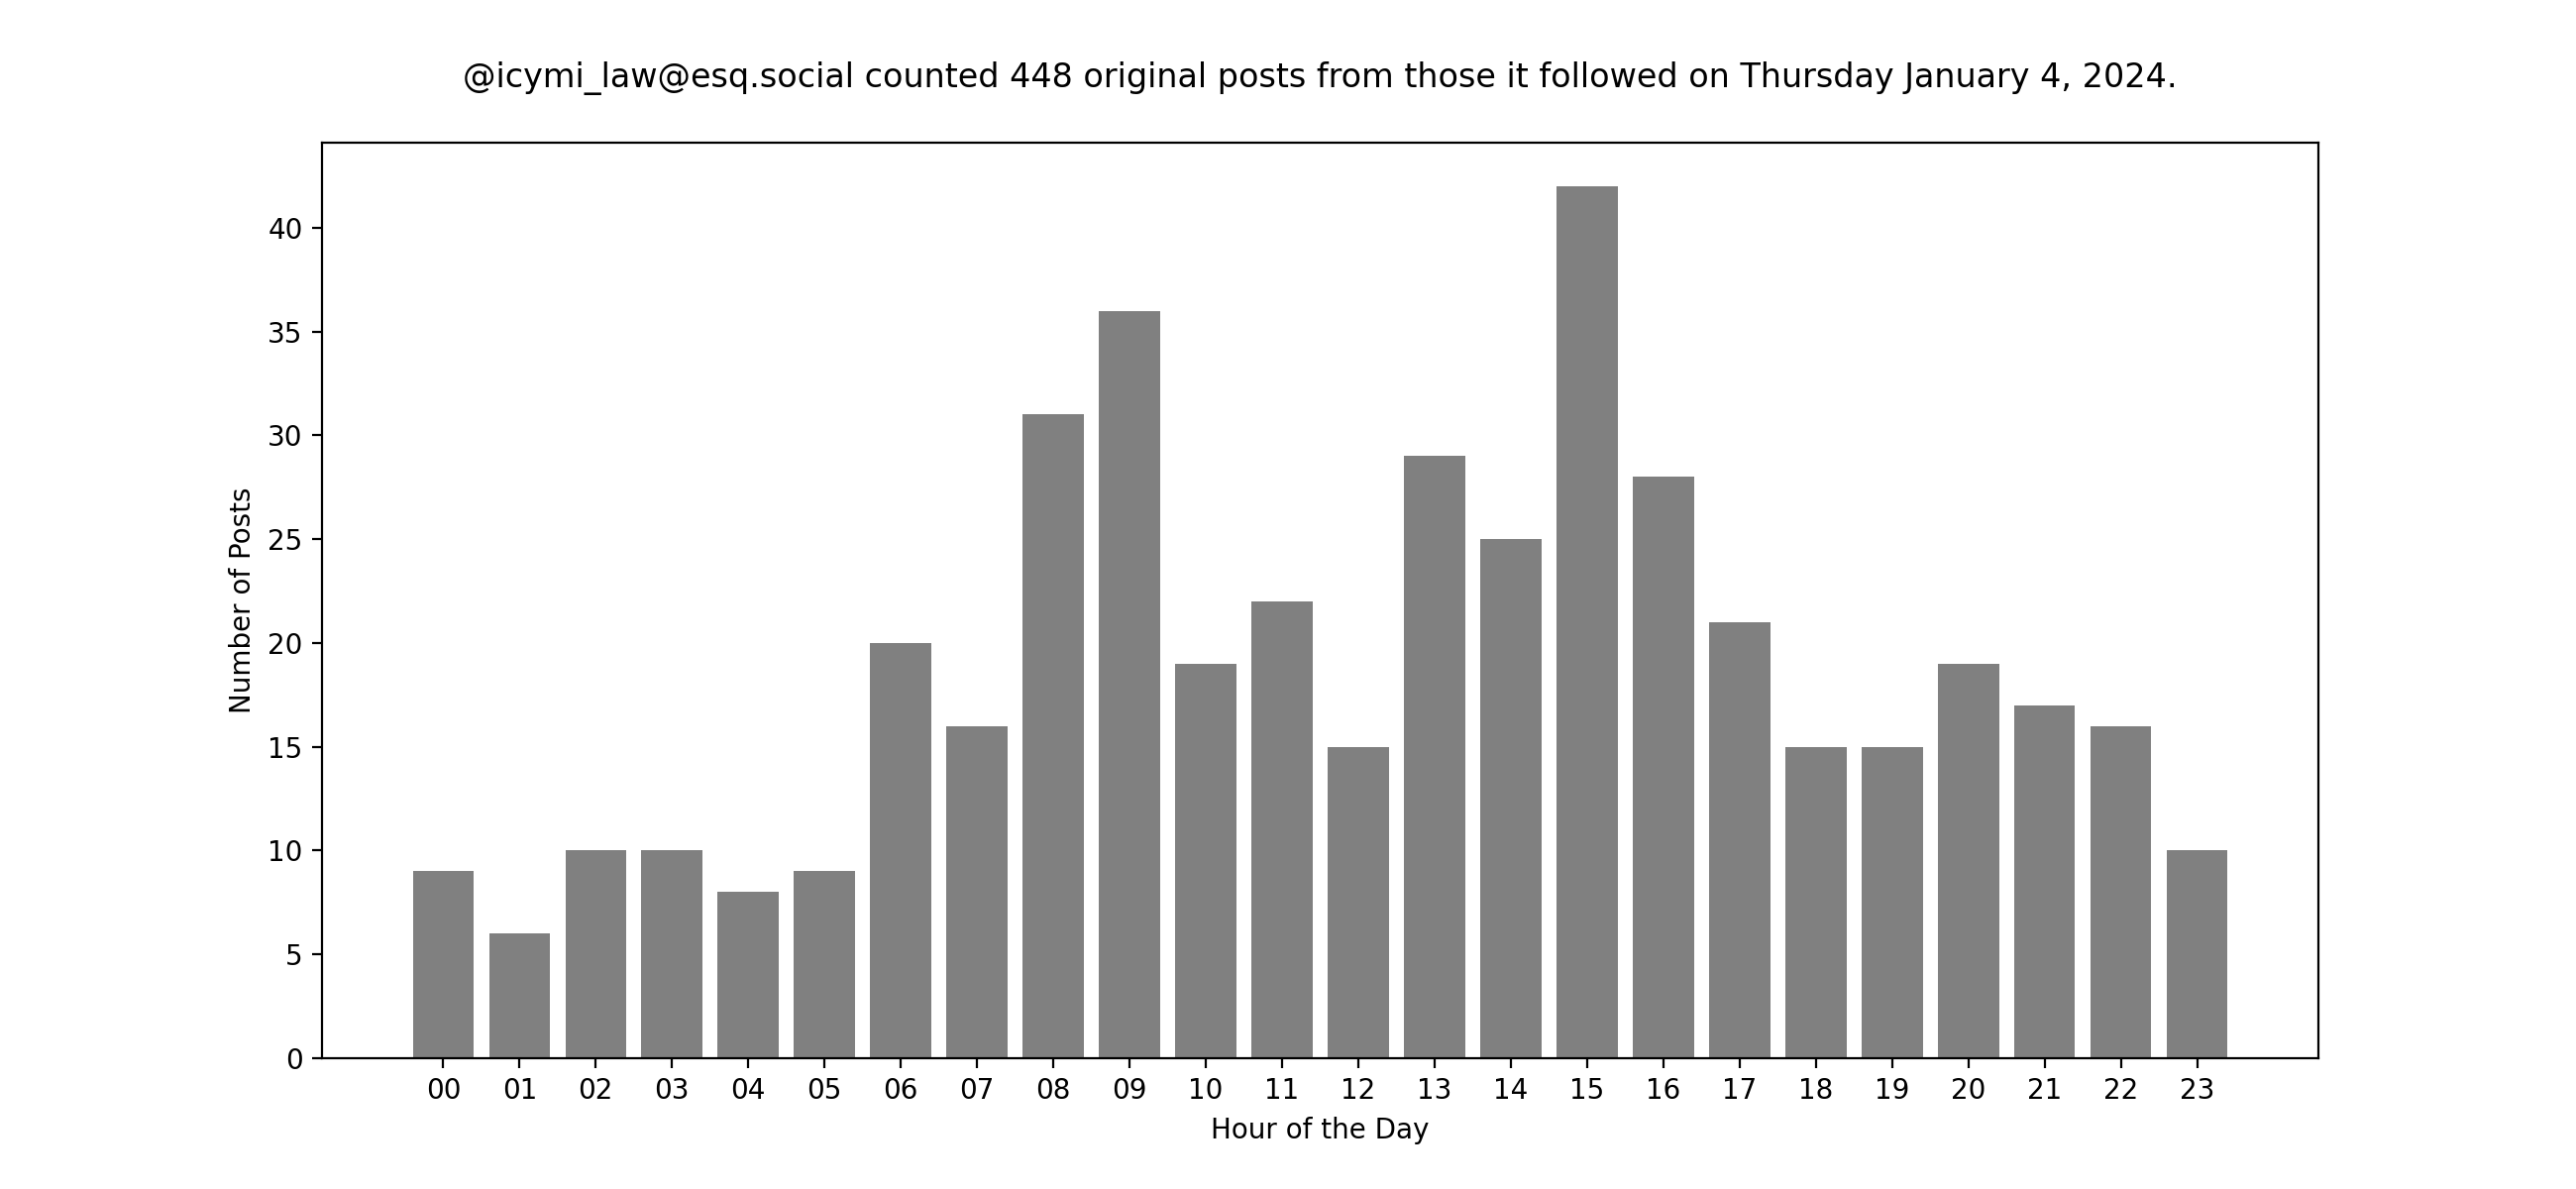 @icymi_law@esq.social counted 448 original posts from those it followed on Thursday January 4, 2024.
40
35
30
25
20
15
10
5
0
Number of Posts
00 01 02 03 04 05 06 07 08 09 10 11 12 13 14 15 16 17 18 19 20 21 22 23
Hour of the Day